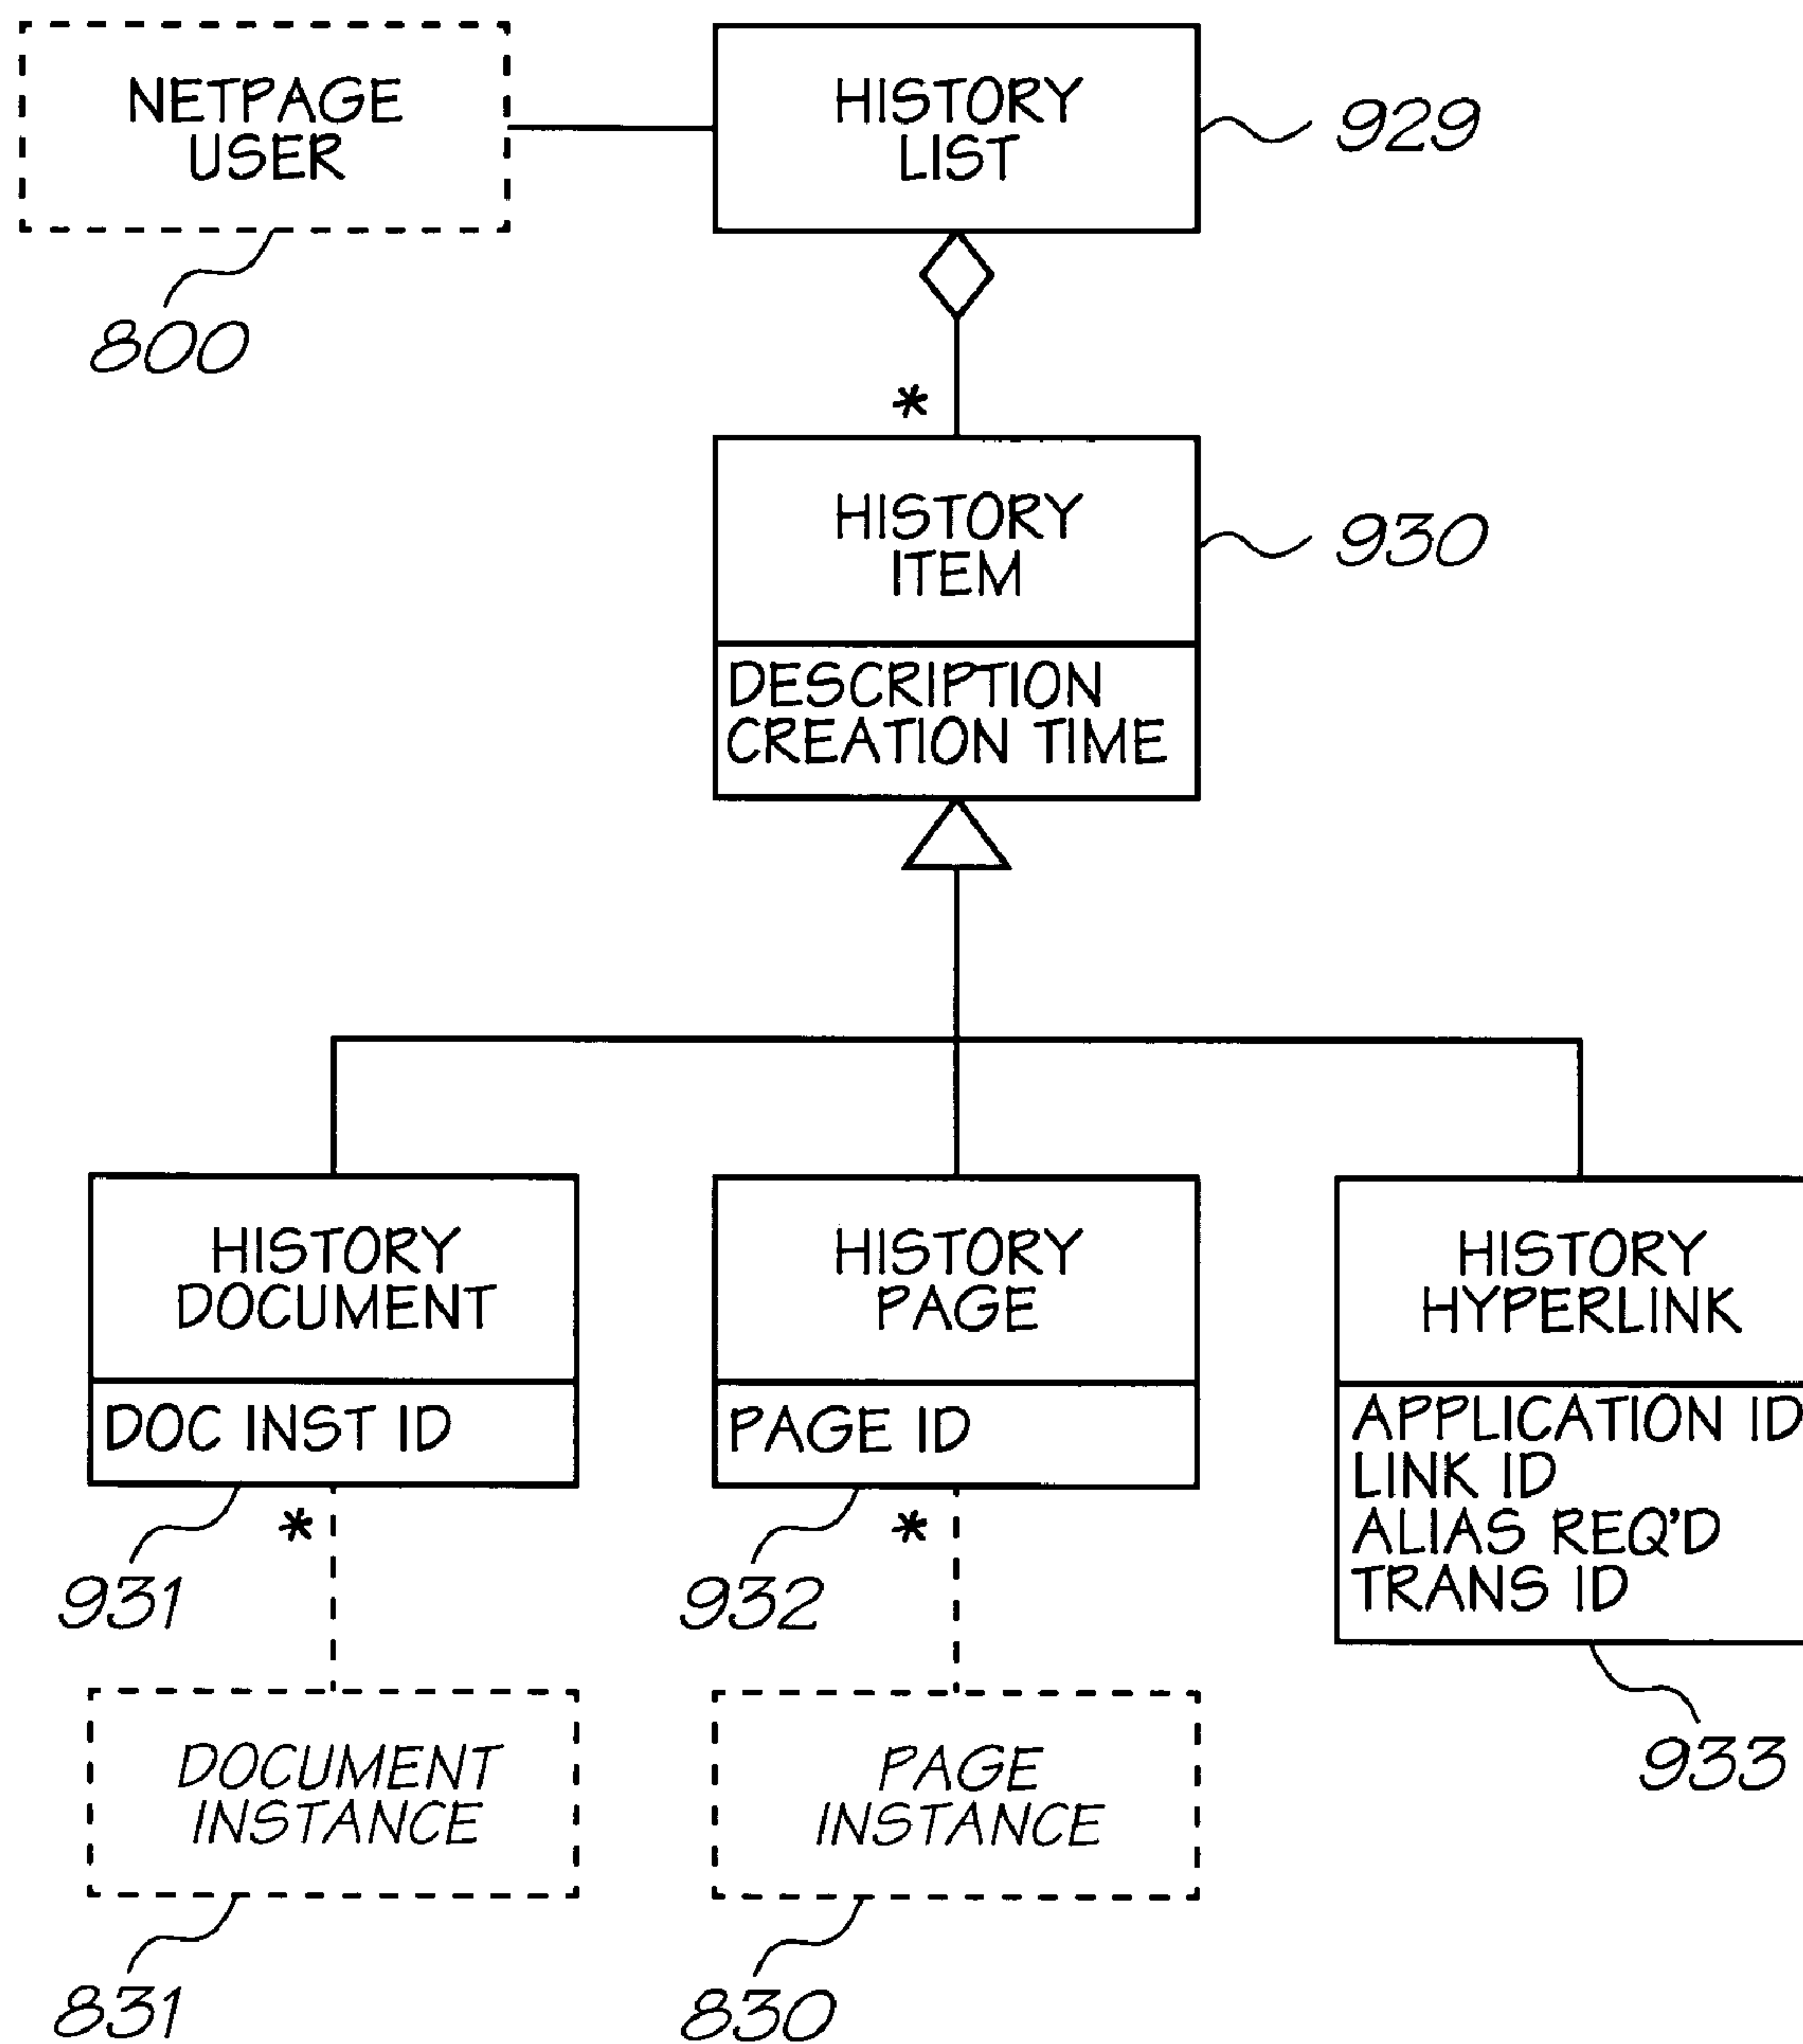 NETPAGE
USER
800
HISTORY
LIST
929
*
HISTORY
ITEM
930
DESCRIPTION
CREATION TIME
HISTORY
DOCUMENT
DOC INST ID
931
*
HISTORY
PAGE
PAGE ID
932
*
HISTORY
HYPERLINK
APPLICATION ID
LINK ID
ALIAS REQ'D
TRANS ID
933
DOCUMENT
INSTANCE
831
PAGE
INSTANCE
830